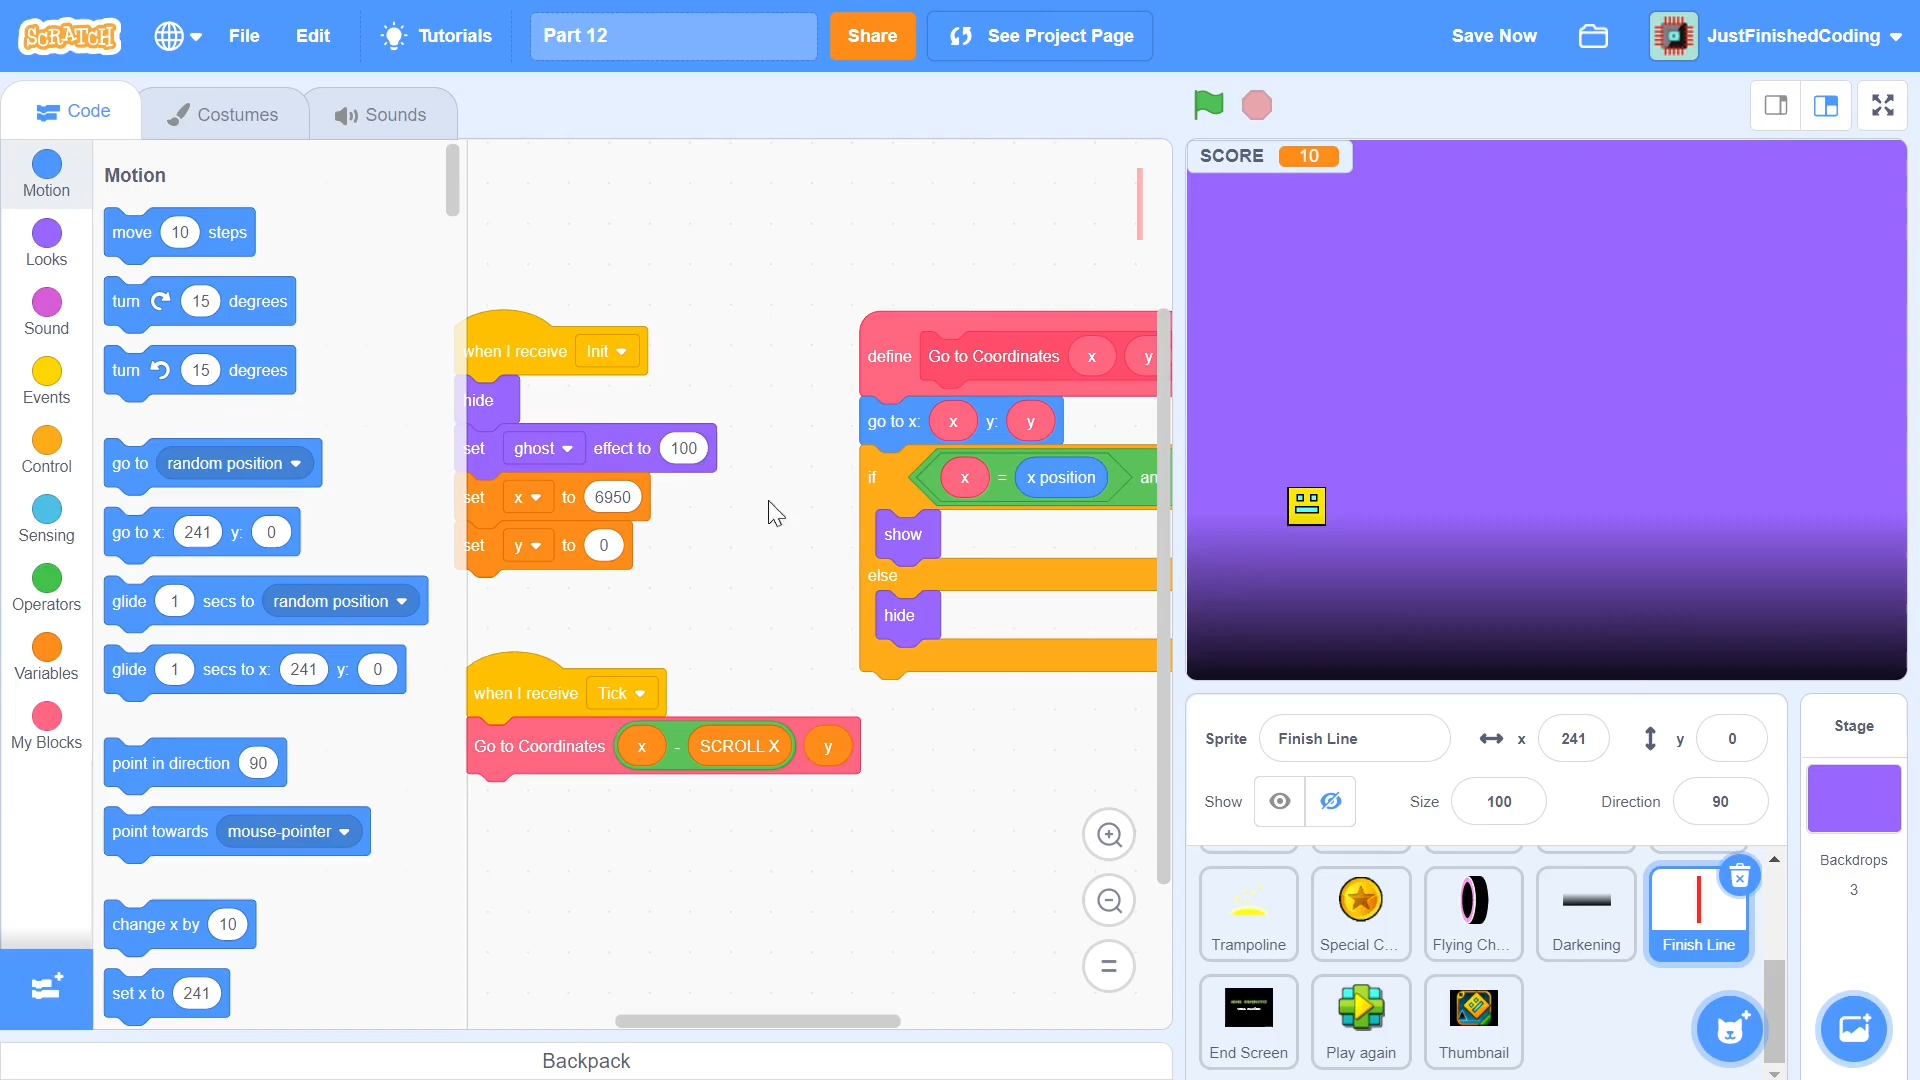 SCRATCH
File
Edit
Tutorials
Part 12
Share
See Project Page
Save Now
JustFinishedCoding
Code
Costumes
Sounds
Motion
Looks
Sound
Events
Control
Sensing
Operators
Variables
My Blocks
Motion
move 10 steps
turn 15 degrees
turn 15 degrees
go to random position
go to x: 241 y: 0
glide 1 secs to random position
glide 1 secs to x: 241 y: 0
point in direction 90
point towards mouse-pointer
change x by 10
set x to 241
when I receive Init
hide
set ghost effect to 100
set x to 6950
set y to 0
when I receive Tick
Go to Coordinates x - SCROLL X y
define Go to Coordinates x y
go to x: x y: y
if x = x position an
show
else
hide
Backpack
SCORE 10
Sprite Finish Line x 241 y 0
Show Size 100 Direction 90
Trampoline
Special C...
Flying Ch...
Darkening
Finish Line
End Screen
Play again
Thumbnail
Stage
Backdrops
3